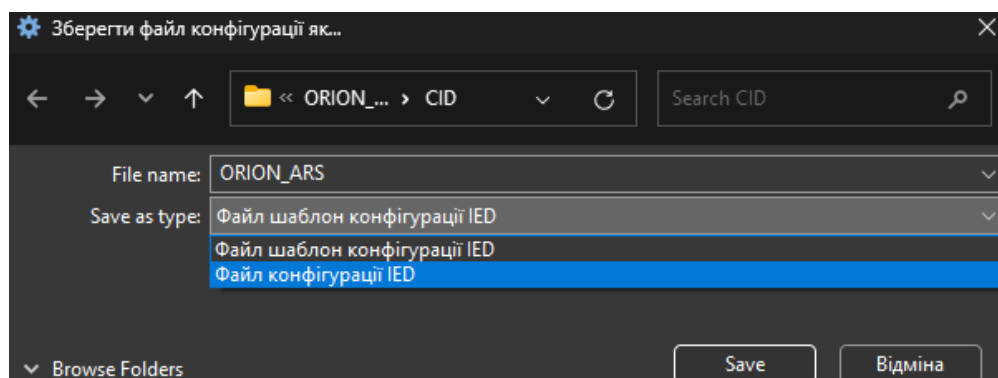 Зберегти файл конфігурації як...
« ORION_... › CID
Search CID
File name: ORION_ARS
Save as type: Файл шаблон конфігурації IED
Файл шаблон конфігурації IED
Файл конфігурації IED
Browse Folders
Save
Відміна